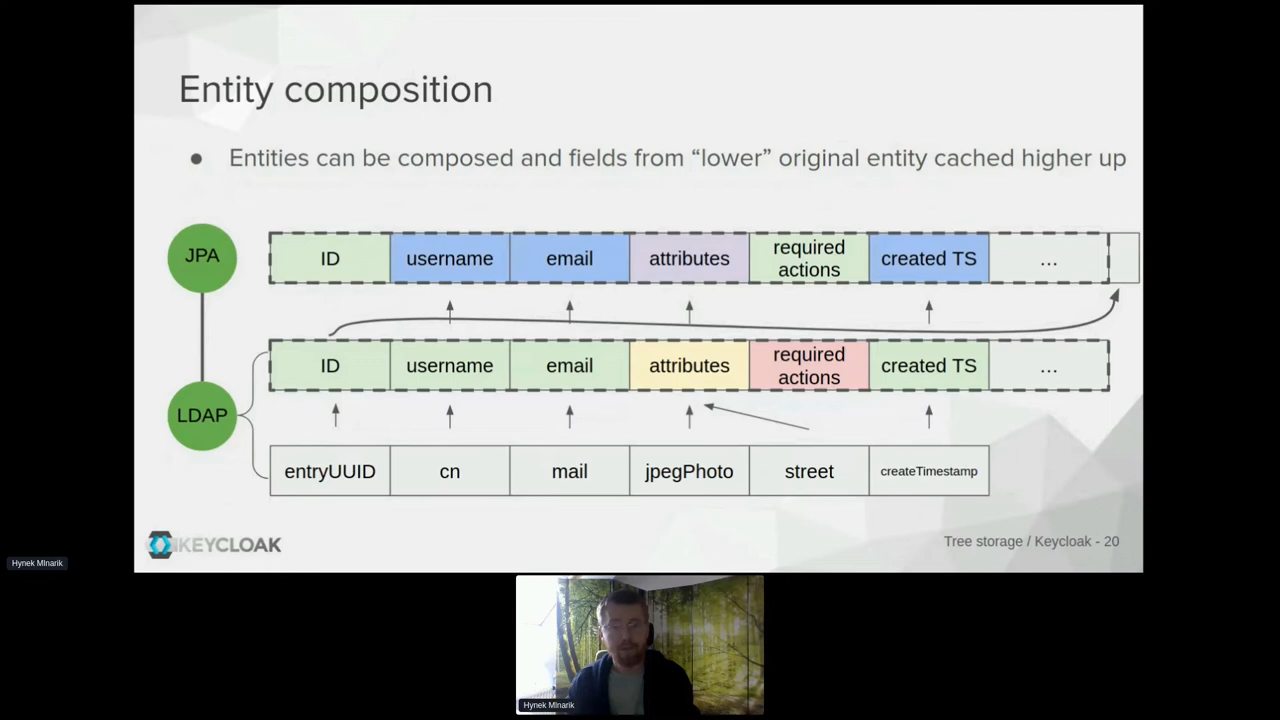 Entity composition
● Entities can be composed and fields from “lower” original entity cached higher up
JPA
ID username email attributes required actions created TS ...
ID username email attributes required actions created TS ...
LDAP
entryUUID cn mail jpegPhoto street createTimestamp
KEYCLOAK
Tree storage / Keycloak - 20
Hynek Mlnarik
Hynek Mlnarik